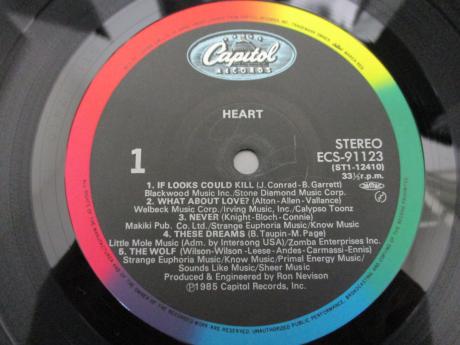 Capitol
RECORDS
HEART
1
STEREO
ECS-91123
(ST1-12410)
33⅓r.p.m.
1. IF LOOKS COULD KILL (J. Conrad-B. Garrett)
Blackwood Music Inc./Stone Diamond Music Corp.
2. WHAT ABOUT LOVE? (Alton-Allen-Vallance)
Welbeck Music Corp./Irving Music, Inc./Calypso Toonz
3. NEVER (Knight-Bloch-Connie)
Makiki Pub. Co. Ltd./Strange Euphoria Music/Know Music
4. THESE DREAMS (B. Taupin-M. Page)
Little Mole Music (Adm. by Intersong USA)/Zomba Enterprises Inc.
5. THE WOLF (Wilson-Wilson-Leese-Andes-Carmassi-Ennis)
Strange Euphoria Music/Know Music/Primal Energy Music/
Sounds Like Music/Sheer Music
Produced & Engineered by Ron Nevison
Ⓟ1985 Capitol Records, Inc.